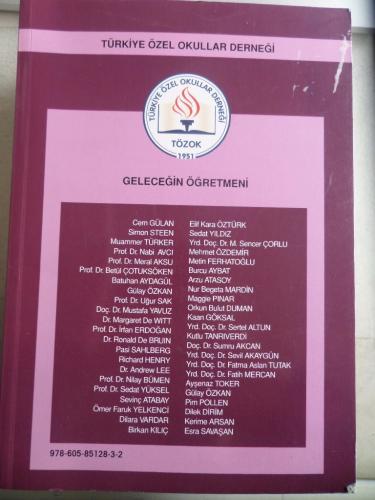 TÜRKİYE ÖZEL OKULLAR DERNEĞİ
TÜRKİYE ÖZEL OKULLAR DERNEĞİ
TÖZOK
1951
GELECEĞİN ÖĞRETMENİ
Cem GÜLAN
Simon STEEN
Muammer TÜRKER
Prof. Dr. Nabi AVCI
Prof. Dr. Meral AKSU
Prof. Dr. Betül ÇOTUKSÖKEN
Batuhan AYDAGÜL
Gülay ÖZKAN
Prof. Dr. Uğur SAK
Doç. Dr. Mustafa YAVUZ
Dr. Margaret De WITT
Prof. Dr. İrfan ERDOĞAN
Dr. Ronald De BRUIN
Pasi SAHLBERG
Richard HENRY
Dr. Andrew LEE
Prof. Dr. Nilay BÜMEN
Prof. Dr. Sedat YÜKSEL
Sevinç ATABAY
Ömer Faruk YELKENCİ
Dilara VARDAR
Birkan KILIÇ
Elif Kara ÖZTÜRK
Sedat YILDIZ
Yrd. Doç. Dr. M. Sencer ÇORLU
Mehmet ÖZDEMİR
Metin FERHATOĞLU
Burcu AYBAT
Arzu ATASOY
Nur Begeta MARDİN
Maggie PINAR
Orkun Bulut DUMAN
Kaan GÖKSAL
Yrd. Doç. Dr. Sertel ALTUN
Kutlu TANRIVERDİ
Doç. Dr. Sumru AKCAN
Yrd. Doç. Dr. Sevil AKAYGÜN
Yrd. Doç. Dr. Fatma Aslan TUTAK
Yrd. Doç. Dr. Fatih MERCAN
Ayşenaz TOKER
Gülay ÖZKAN
Pim POLLEN
Dilek DİRİM
Kerime ARSAN
Esra SAVAŞAN
978-605-85128-3-2